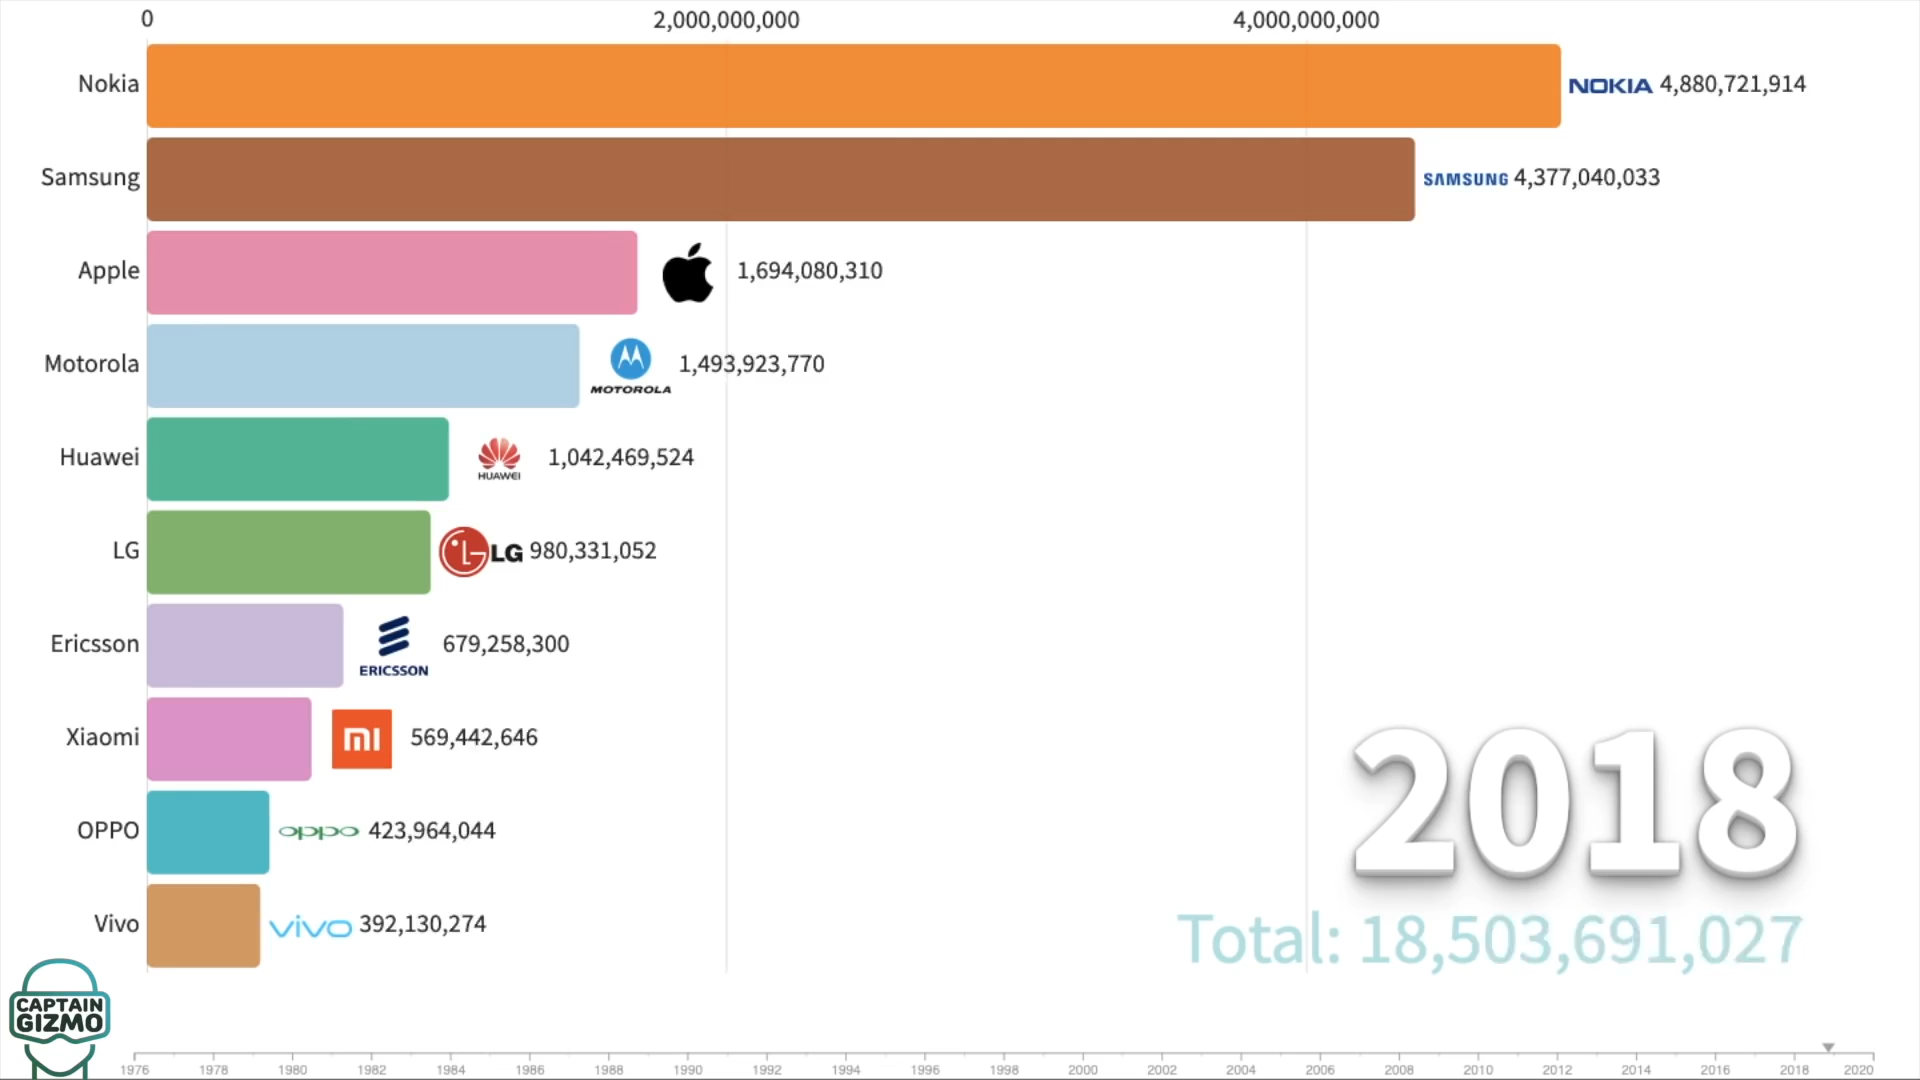 0 2,000,000,000 4,000,000,000
Nokia NOKIA 4,880,721,914
Samsung SAMSUNG 4,377,040,033
Apple 1,694,080,310
Motorola MOTOROLA 1,493,923,770
Huawei HUAWEI 1,042,469,524
LG LG 980,331,052
Ericsson ERICSSON 679,258,300
Xiaomi MI 569,442,646
OPPO oppo 423,964,044
Vivo vivo 392,130,274
2018
Total: 18,503,691,027
CAPTAIN
GIZMO
1976 1978 1980 1982 1984 1986 1988 1990 1992 1994 1996 1998 2000 2002 2004 2006 2008 2010 2012 2014 2016 2018 2020